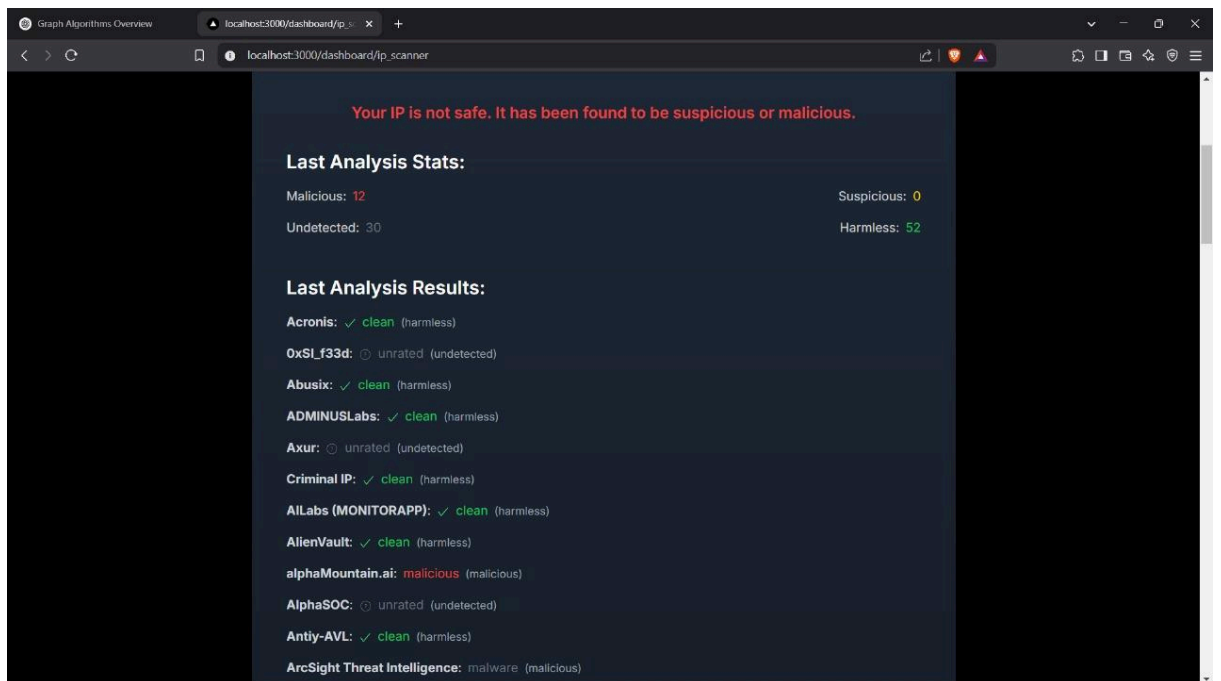 Graph Algorithms Overview
localhost:3000/dashboard/ip_s
localhost:3000/dashboard/ip_scanner
Your IP is not safe. It has been found to be suspicious or malicious.
Last Analysis Stats:
Malicious: 12 Suspicious: 0
Undetected: 30 Harmless: 52
Last Analysis Results:
Acronis: ✓ clean (harmless)
0xSI_f33d: ? unrated (undetected)
Abusix: ✓ clean (harmless)
ADMINUSLabs: ✓ clean (harmless)
Axur: ? unrated (undetected)
Criminal IP: ✓ clean (harmless)
AILabs (MONITORAPP): ✓ clean (harmless)
AlienVault: ✓ clean (harmless)
alphaMountain.ai: malicious (malicious)
AlphaSOC: ? unrated (undetected)
Antiy-AVL: ✓ clean (harmless)
ArcSight Threat Intelligence: malware (malicious)